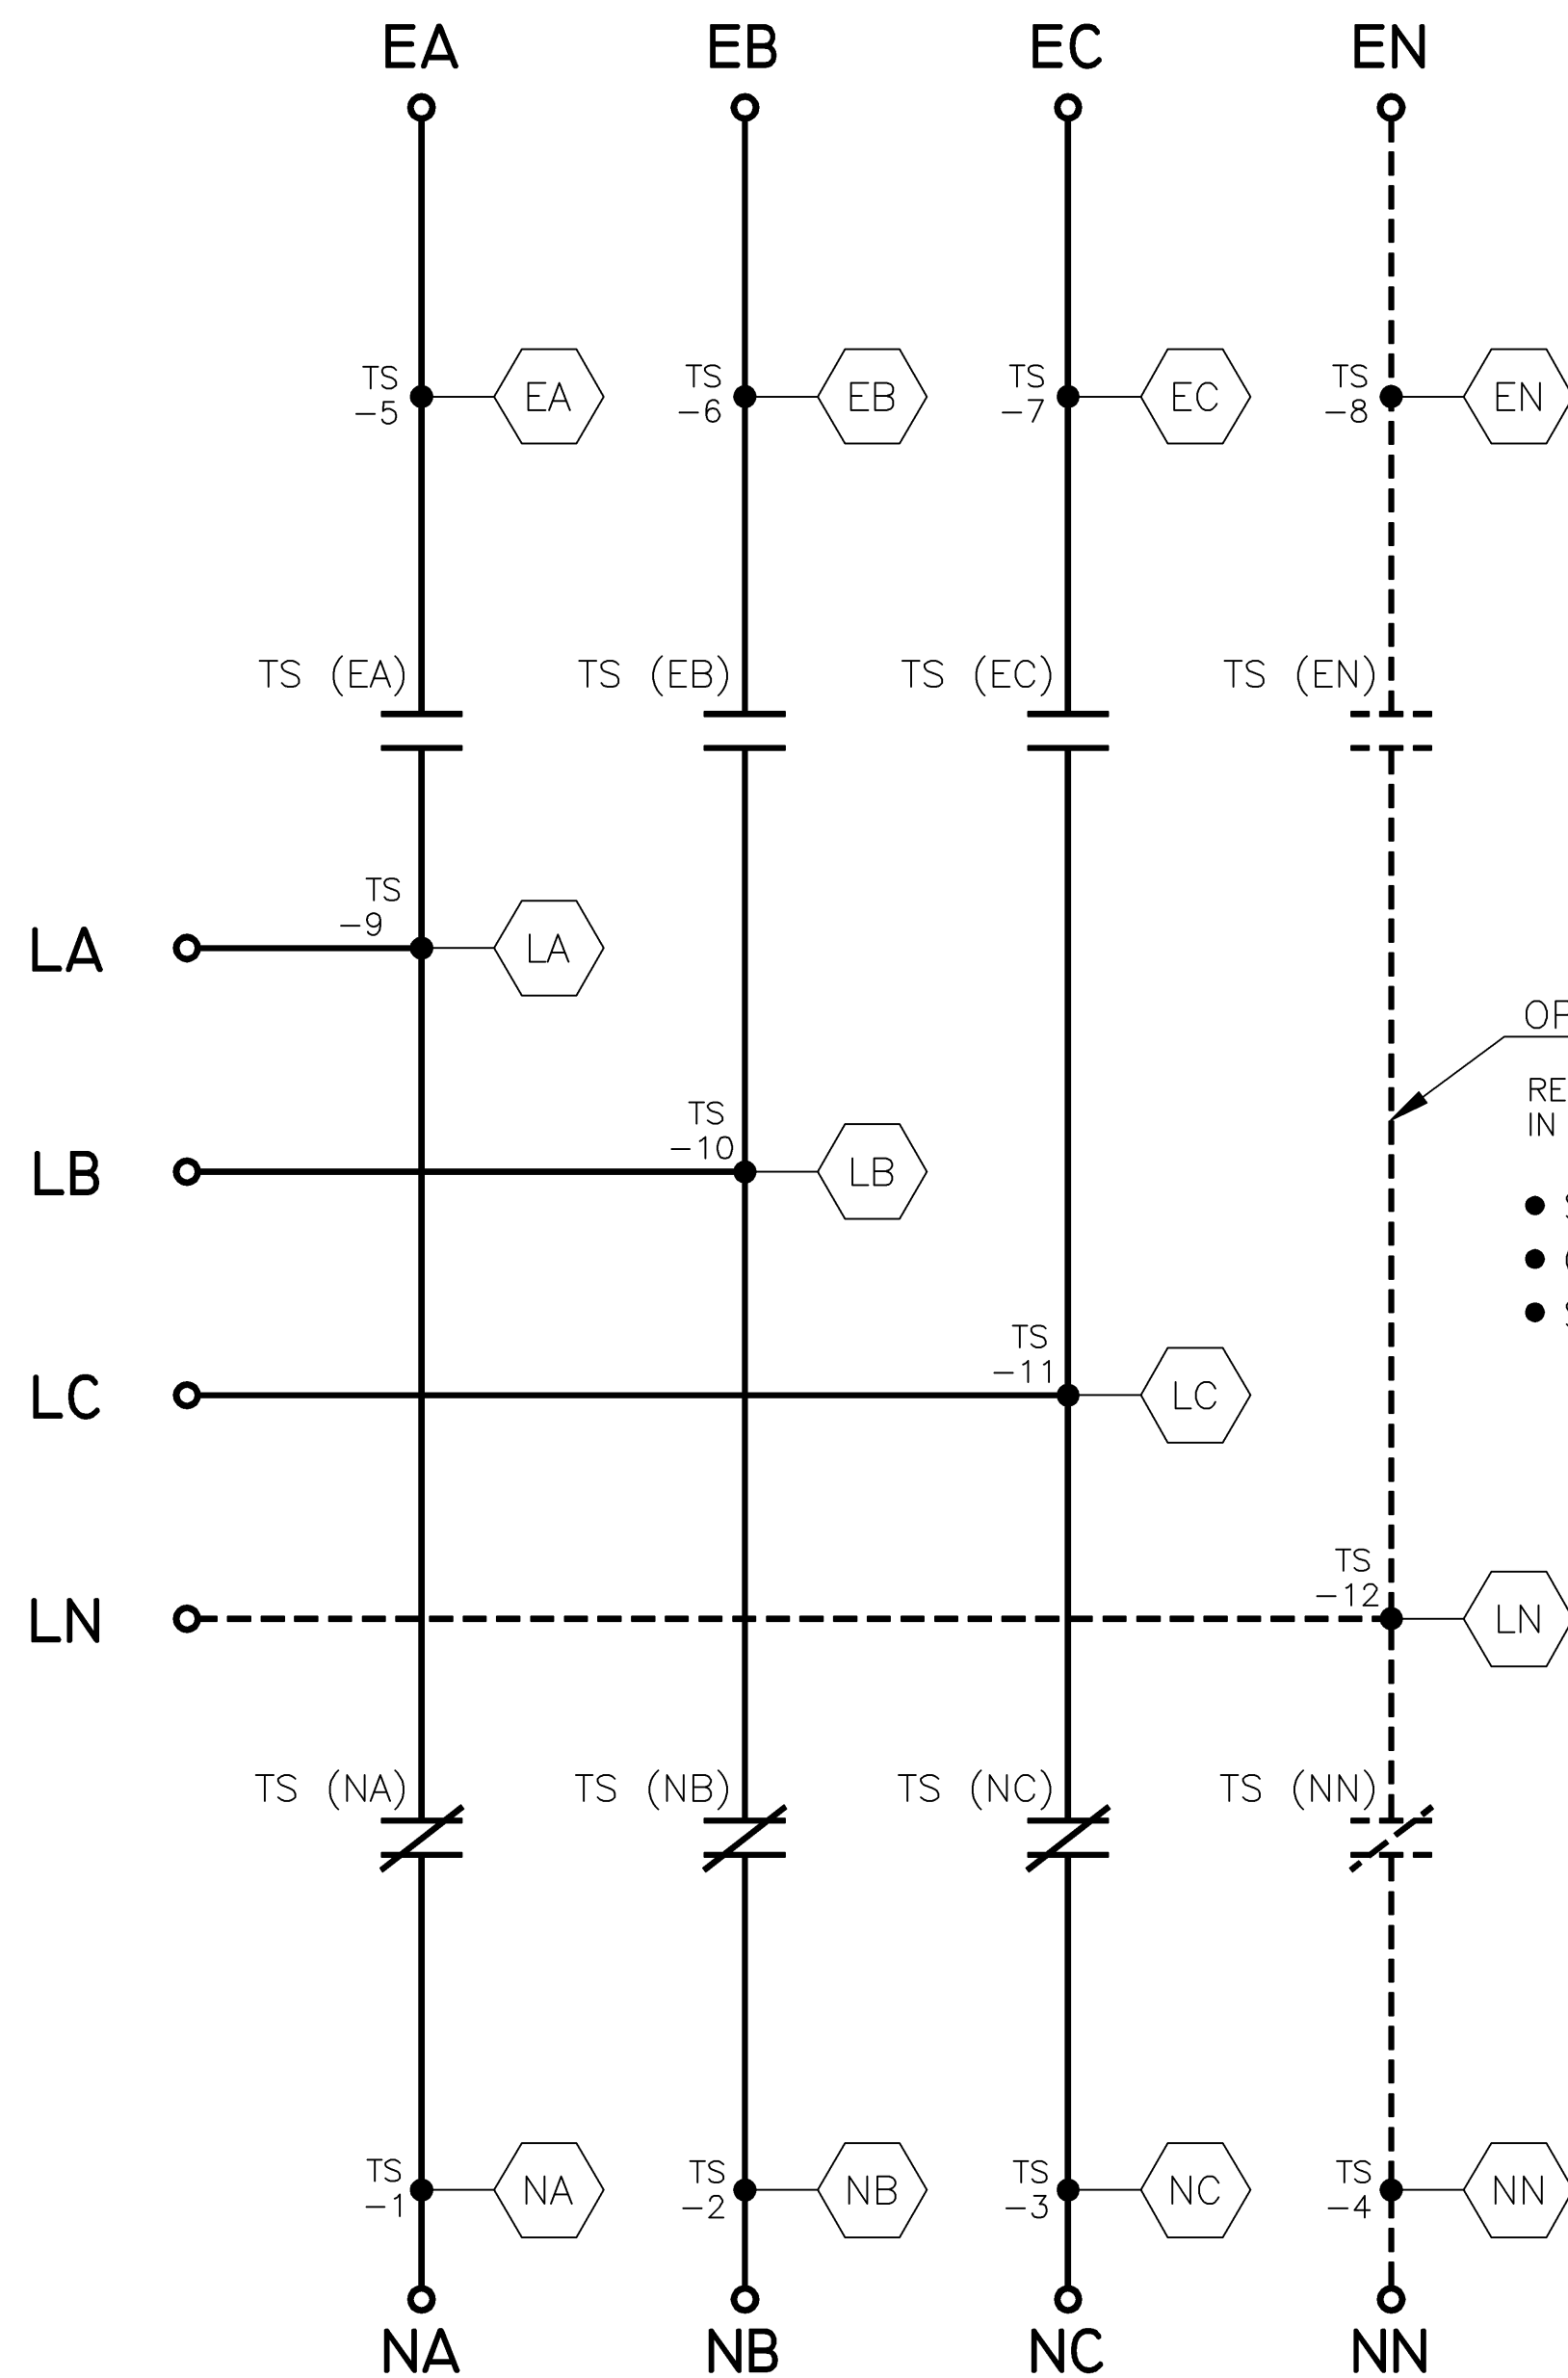 EA EB EC EN
TS
-5
EA
TS
-6
EB
TS
-7
EC
TS
-8
EN
TS (EA)
TS (EB)
TS (EC)
TS (EN)
TS
-9
LA
LA
TS
-10
LB
LB
TS
-11
LC
LC
TS
-12
LN
LN
IN
TS (NA)
TS (NB)
TS (NC)
TS (NN)
TS
-1
NA
TS
-2
NB
TS
-3
NC
TS
-4
NN
NA NB NC NN